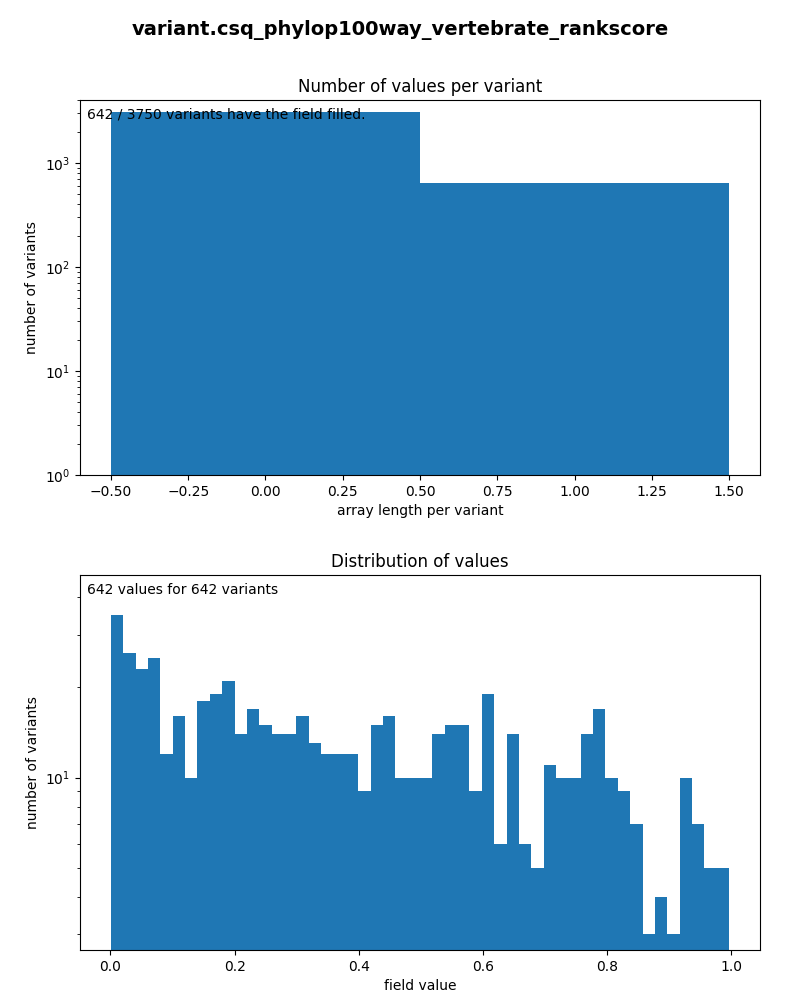 variant.csq_phylop100way_vertebrate_rankscore
Number of values per variant
642 / 3750 variants have the field filled.
number of variants
10³
10²
10¹
10⁰
−0.50 −0.25 0.00 0.25 0.50 0.75 1.00 1.25 1.50
array length per variant
Distribution of values
642 values for 642 variants
number of variants
10¹
0.0 0.2 0.4 0.6 0.8 1.0
field value